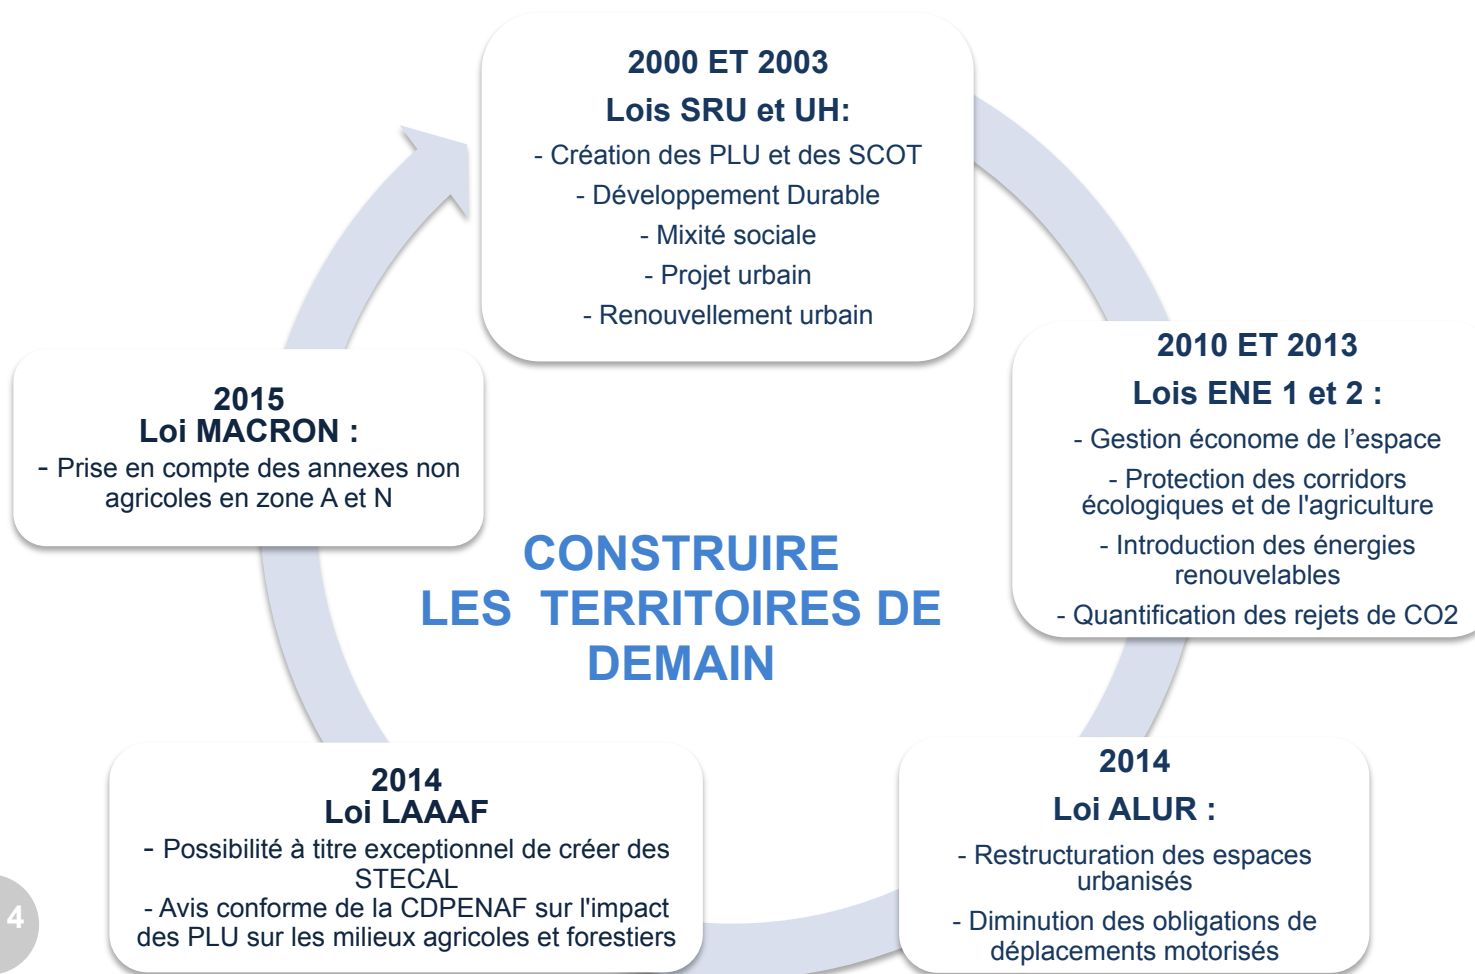 2000 ET 2003
Lois SRU et UH:
- Création des PLU et des SCOT
- Développement Durable
- Mixité sociale
- Projet urbain
- Renouvellement urbain
2010 ET 2013
Lois ENE 1 et 2 :
- Gestion économe de l’espace
- Protection des corridors
écologiques et de l'agriculture
- Introduction des énergies
renouvelables
- Quantification des rejets de CO2
2014
Loi ALUR :
- Restructuration des espaces
urbanisés
- Diminution des obligations de
déplacements motorisés
2014
Loi LAAAF
- Possibilité à titre exceptionnel de créer des
STECAL
- Avis conforme de la CDPENAF sur l'impact
des PLU sur les milieux agricoles et forestiers
2015
Loi MACRON :
- Prise en compte des annexes non
agricoles en zone A et N
CONSTRUIRE
LES TERRITOIRES DE
DEMAIN
4